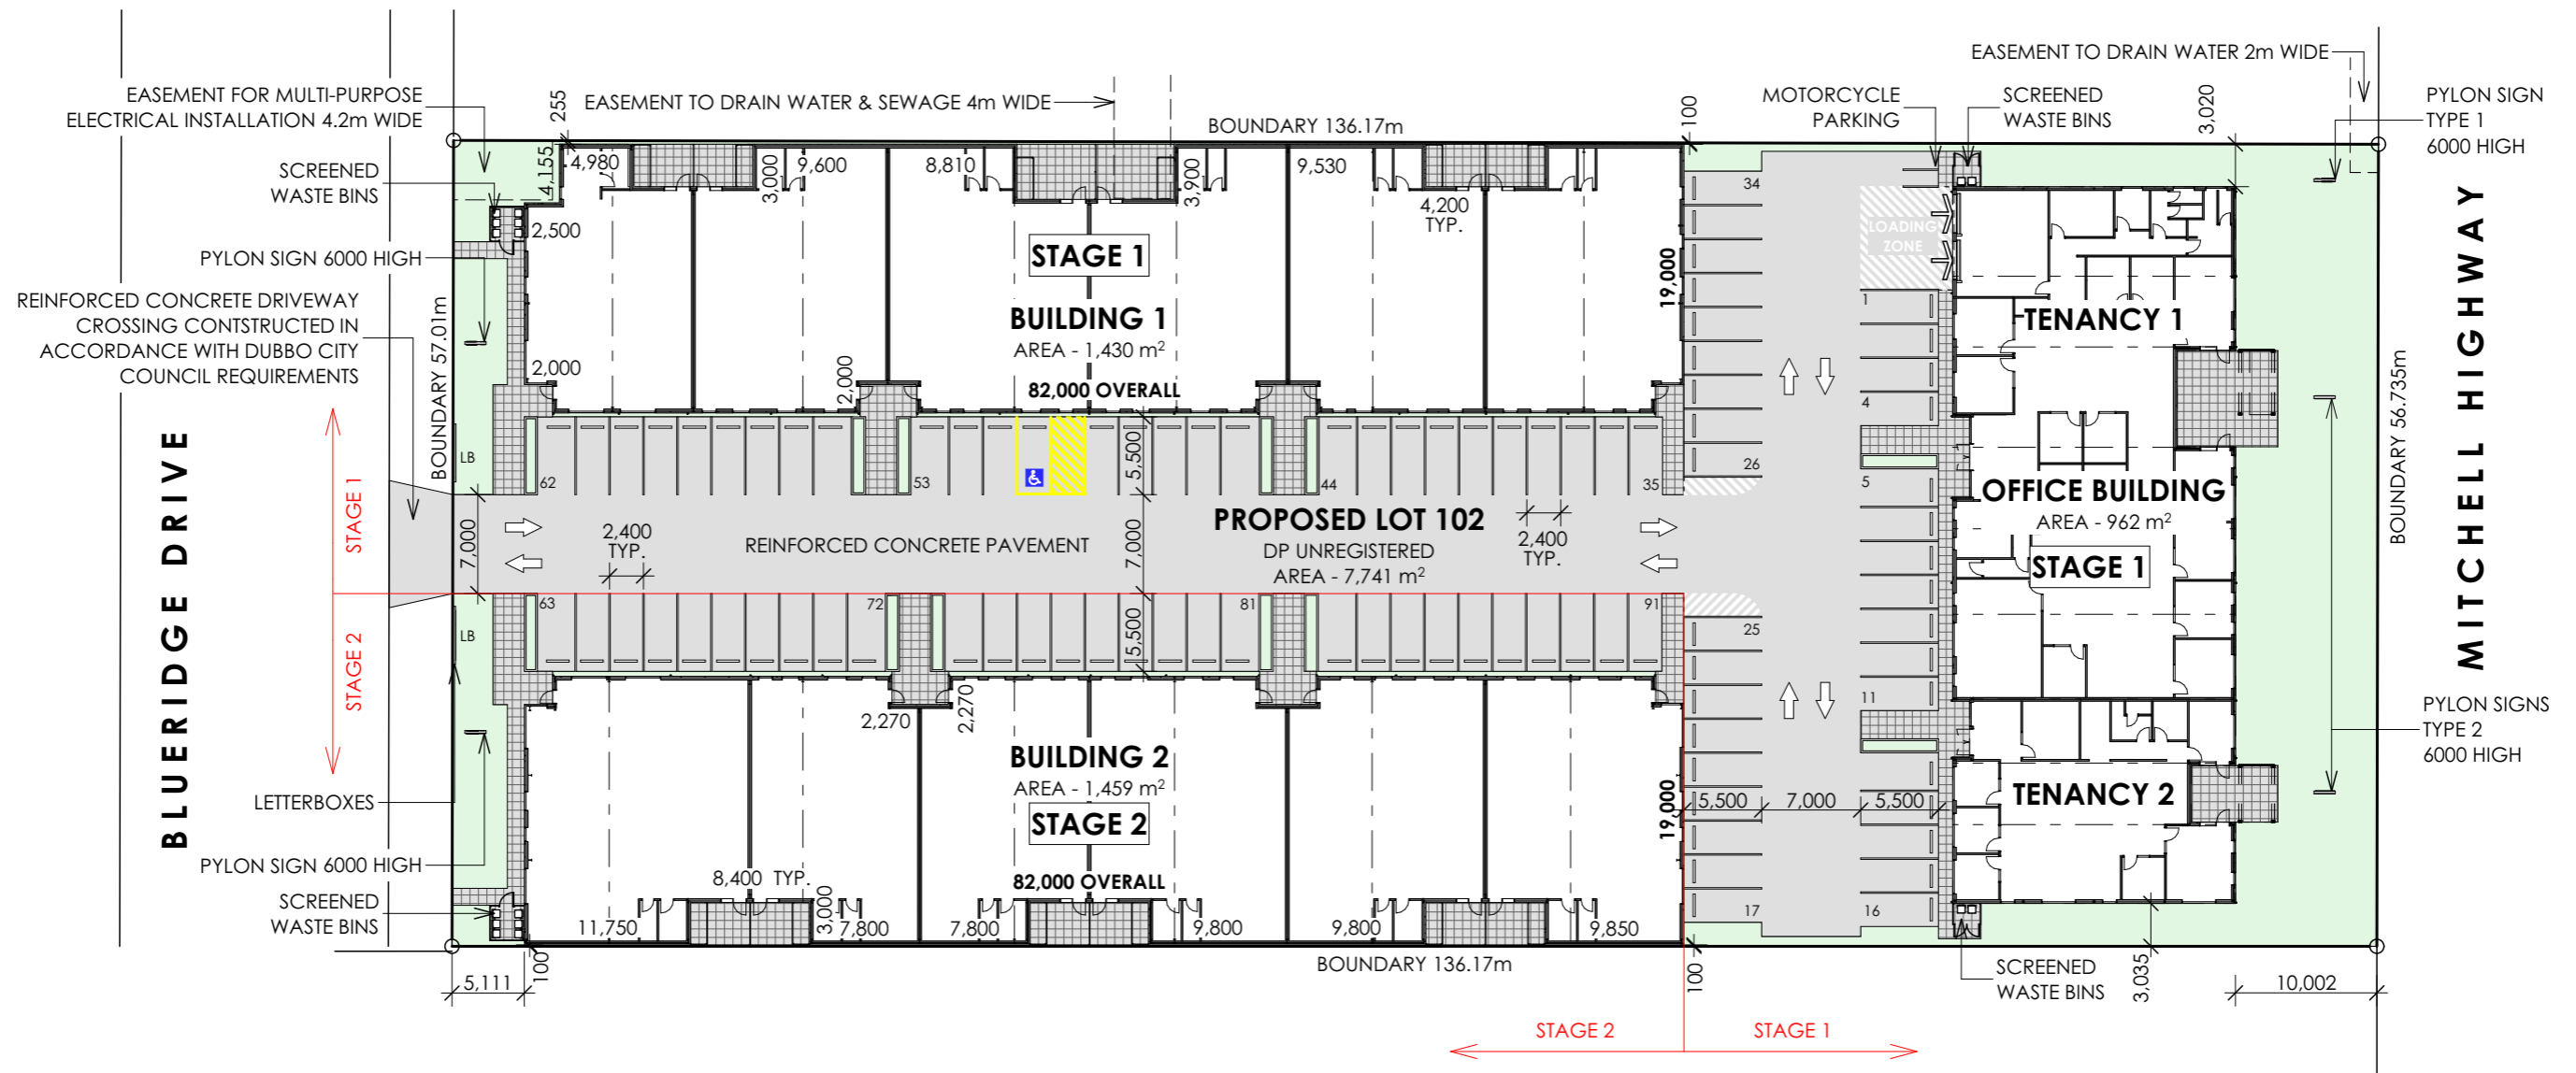 EASEMENT TO DRAIN WATER 2m WIDE
EASEMENT FOR MULTI-PURPOSE
ELECTRICAL INSTALLATION 4.2m WIDE
255
EASEMENT TO DRAIN WATER & SEWAGE 4m WIDE
BOUNDARY 136.17m
100
MOTORCYCLE
PARKING
SCREENED
WASTE BINS
3,020
PYLON SIGN
TYPE 1
6000 HIGH
SCREENED
WASTE BINS
4,155
4,980
3,000
9,600
8,810
3,900
9,530
4,200
TYP.
34
LOADING
ZONE
2,500
PYLON SIGN 6000 HIGH
STAGE 1
19,000
REINFORCED CONCRETE DRIVEWAY
CROSSING CONTSTRUCTED IN
ACCORDANCE WITH DUBBO CITY
COUNCIL REQUIREMENTS
BOUNDARY 57.01m
BUILDING 1
AREA - 1,430 m²
82,000 OVERALL
2,000
2,000
1
TENANCY 1
4
BOUNDARY 56.735m
MITCHELL HIGHWAY
BLUERIDGE DRIVE
STAGE 1
LB
62
53
5,500
44
35
26
5
OFFICE BUILDING
AREA - 962 m²
STAGE 1
7,000
2,400
TYP.
REINFORCED CONCRETE PAVEMENT
7,000
PROPOSED LOT 102
DP UNREGISTERED
AREA - 7,741 m²
2,400
TYP.
STAGE 2
LB
63
72
5,500
81
91
25
11
2,270
2,270
PYLON SIGNS
TYPE 2
6000 HIGH
BUILDING 2
AREA - 1,459 m²
STAGE 2
LETTERBOXES
19,000
5,500
7,000
5,500
TENANCY 2
PYLON SIGN 6000 HIGH
8,400 TYP.
82,000 OVERALL
SCREENED
WASTE BINS
11,750
3,000
7,800
7,800
9,800
9,800
9,850
17
16
5,111
100
BOUNDARY 136.17m
100
SCREENED
WASTE BINS
3,035
10,002
STAGE 2
STAGE 1